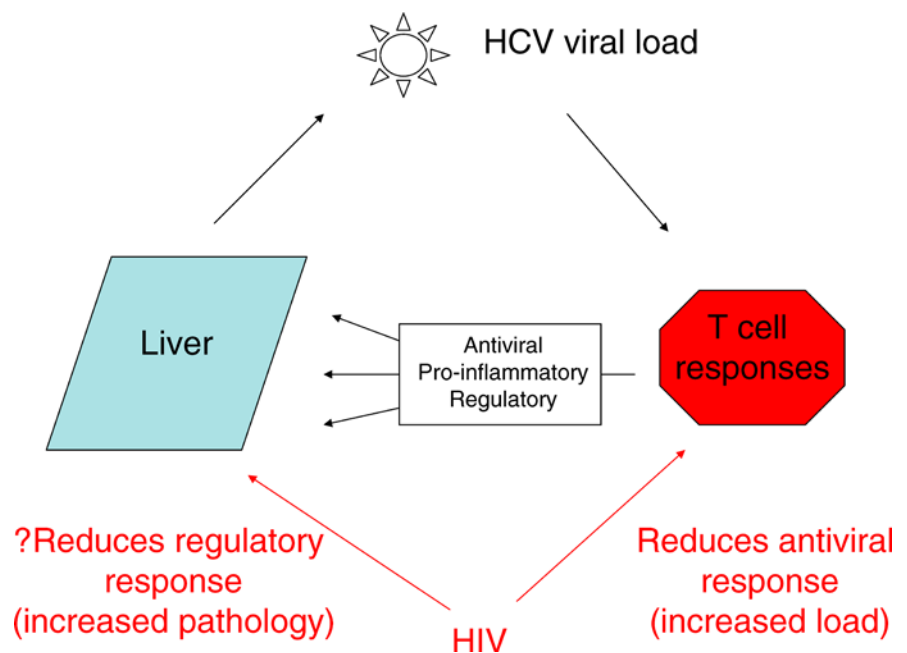 HCV viral load
Liver
Antiviral
Pro-inflammatory
Regulatory
T cell
responses
?Reduces regulatory
response
(increased pathology)
HIV
Reduces antiviral
response
(increased load)